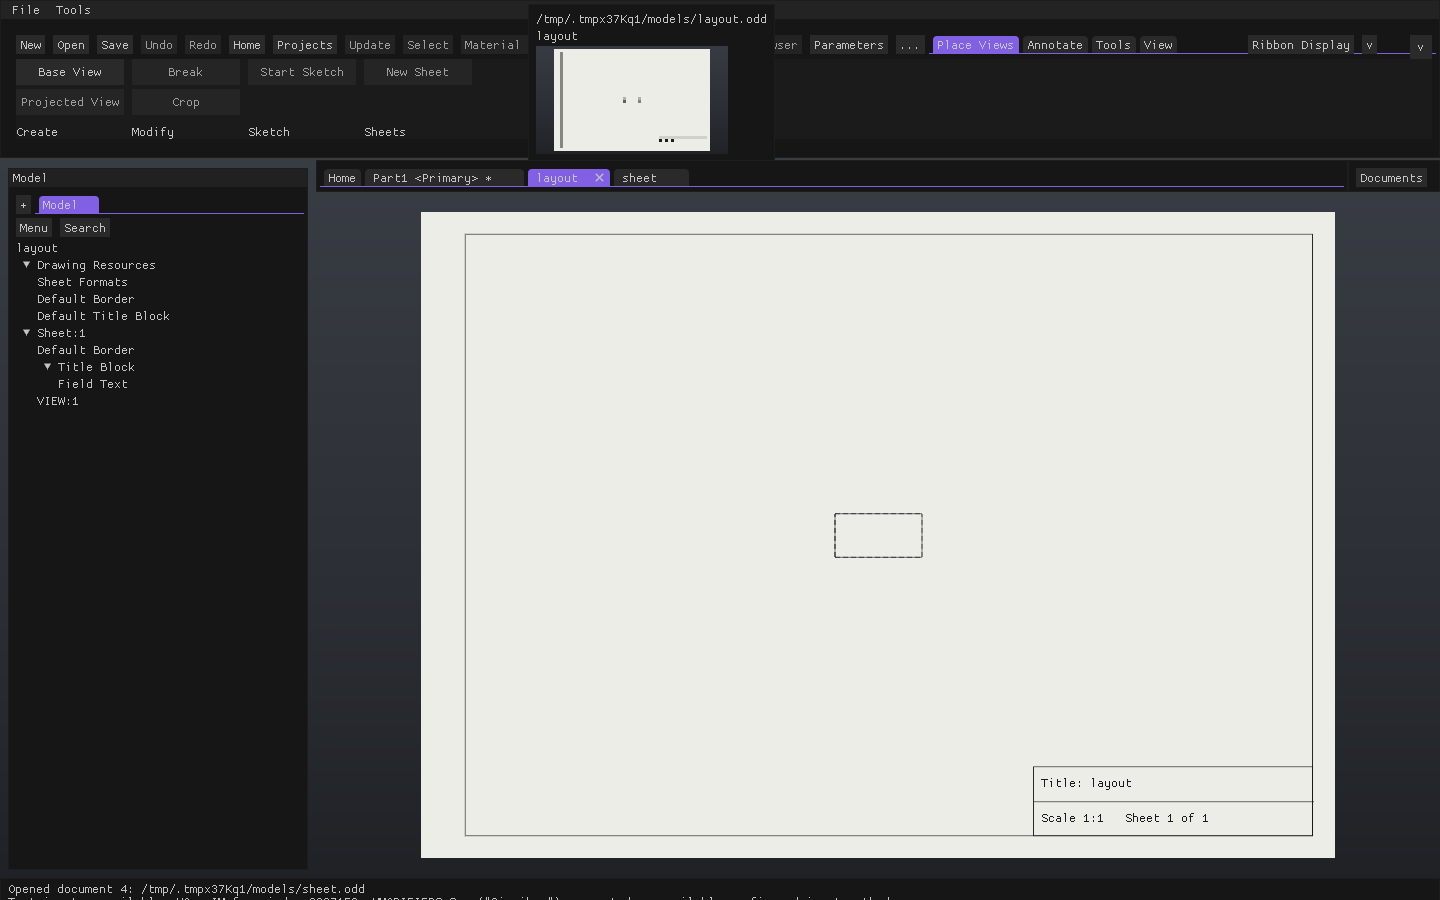 File Tools
/tmp/.tmpx37Kq1/models/layout.odd
layout
New Open Save Undo Redo Home Projects Update Select Material
Parameters ... Place Views Annotate Tools View Ribbon Display v v
Base View Break Start Sketch New Sheet
Projected View Crop
Create Modify Sketch Sheets
Model
Home Part1 <Primary> * layout sheet Documents
+ Model
Menu Search
layout
Drawing Resources
Sheet Formats
Default Border
Default Title Block
Sheet:1
Default Border
Title Block
Field Text
VIEW:1
Title: layout
Scale 1:1 Sheet 1 of 1
Opened document 4: /tmp/.tmpx37Kq1/models/sheet.odd